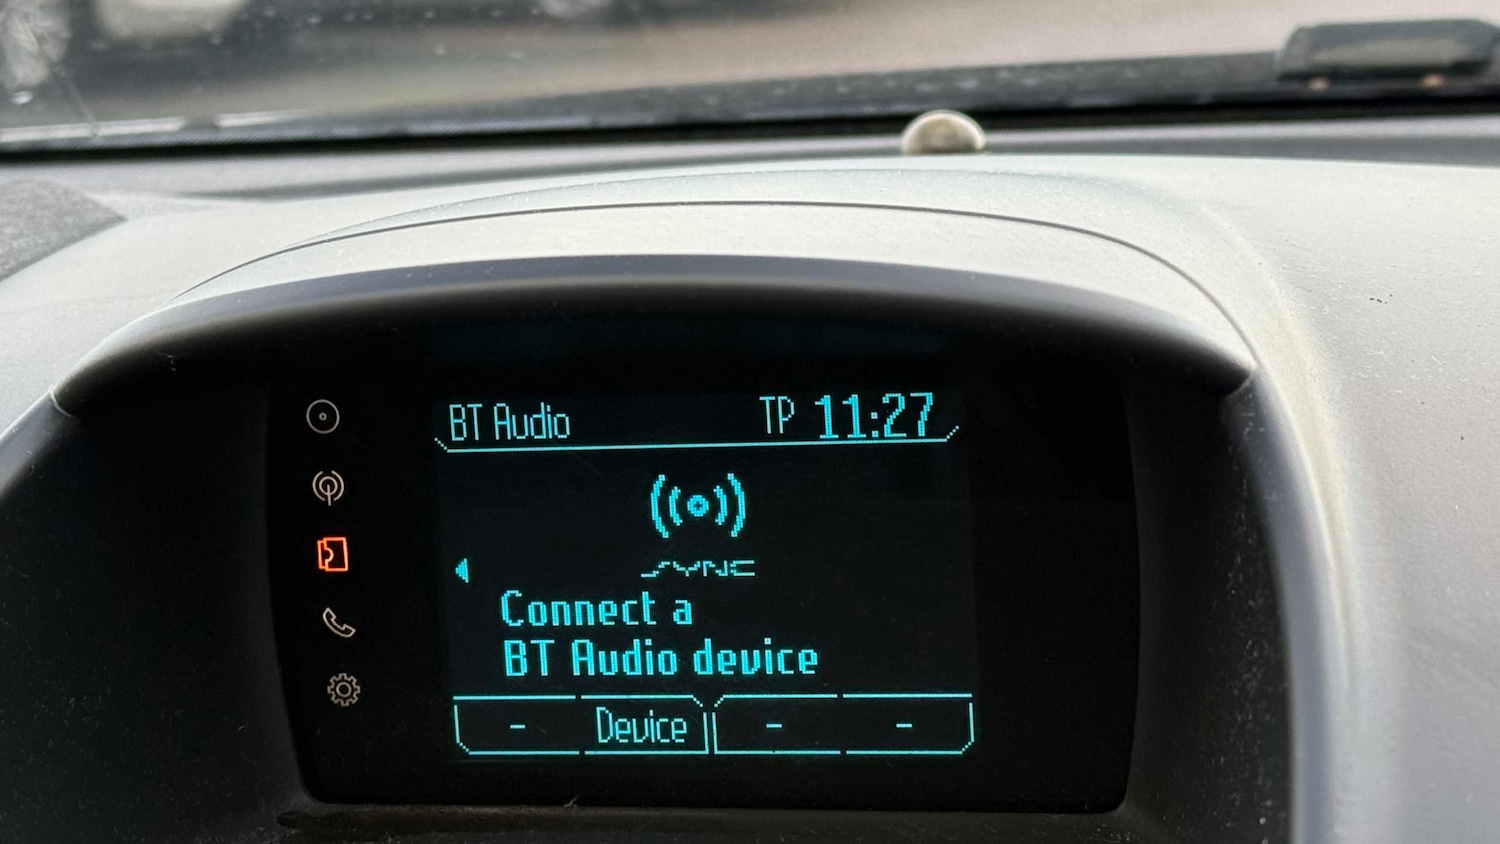 BT Audio TP 11:27
SYNC
Connect a
BT Audio device
- Device - -